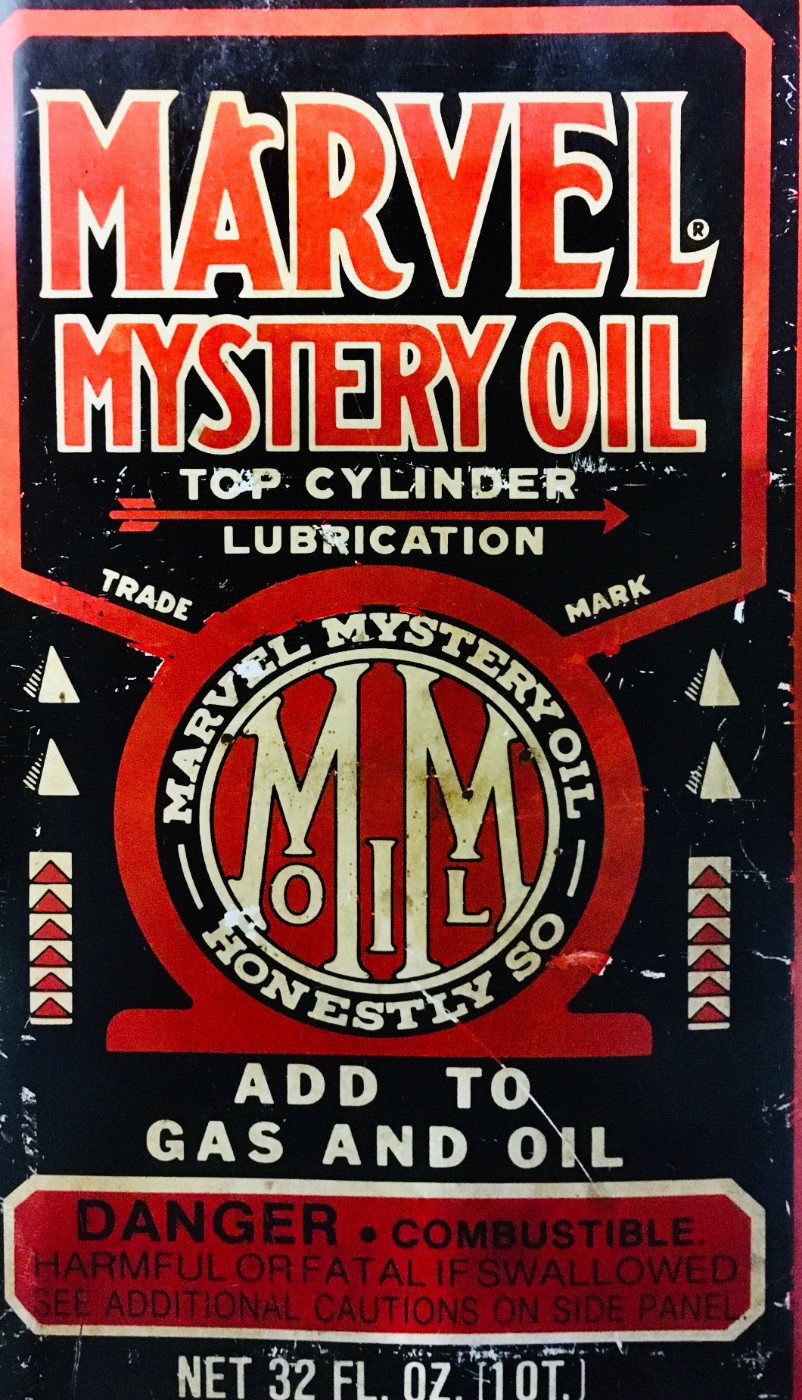 MARVEL®
MYSTERY OIL
TOP CYLINDER
LUBRICATION
TRADE MARK
MARVEL MYSTERY OIL
MM
OIL
HONESTLY SO
ADD TO
GAS AND OIL
DANGER • COMBUSTIBLE.
HARMFUL OR FATAL IF SWALLOWED.
SEE ADDITIONAL CAUTIONS ON SIDE PANEL.
NET 32 FL. OZ. (1 QT.)